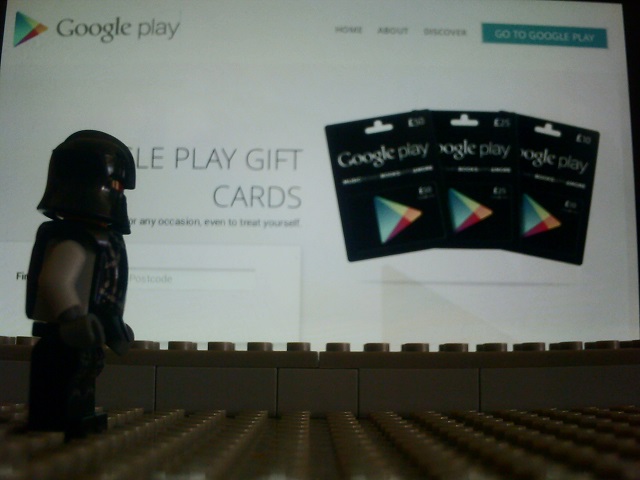 Google play
HOME ABOUT DISCOVER GO TO GOOGLE PLAY
LE PLAY GIFT
CARDS
or any occasion, even to treat yourself.
Fin
Postcode
£50
Google play
£25
ogle play
£10
ogle play